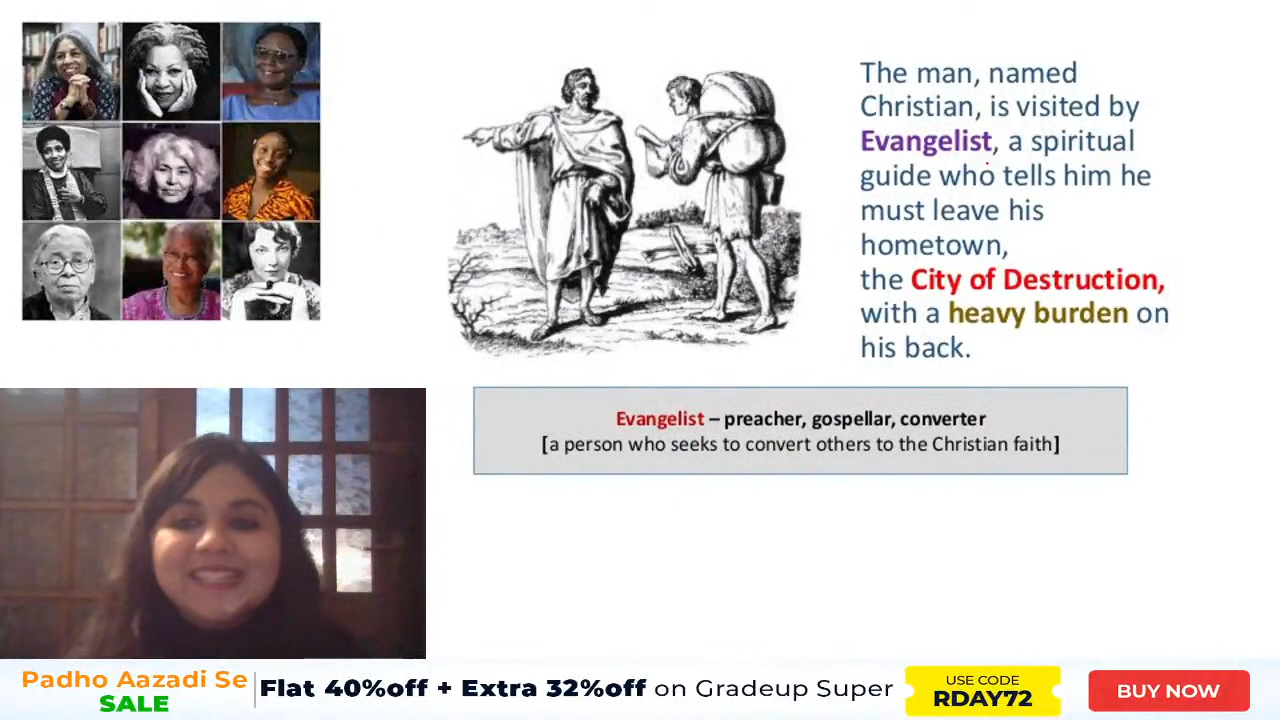 The man, named
Christian, is visited by
Evangelist, a spiritual
guide who tells him he
must leave his
hometown,
the City of Destruction,
with a heavy burden on
his back.
Evangelist – preacher, gospellar, converter
[a person who seeks to convert others to the Christian faith]
Padho Aazadi Se
SALE
Flat 40%off + Extra 32%off on Gradeup Super
USE CODE
RDAY72
BUY NOW